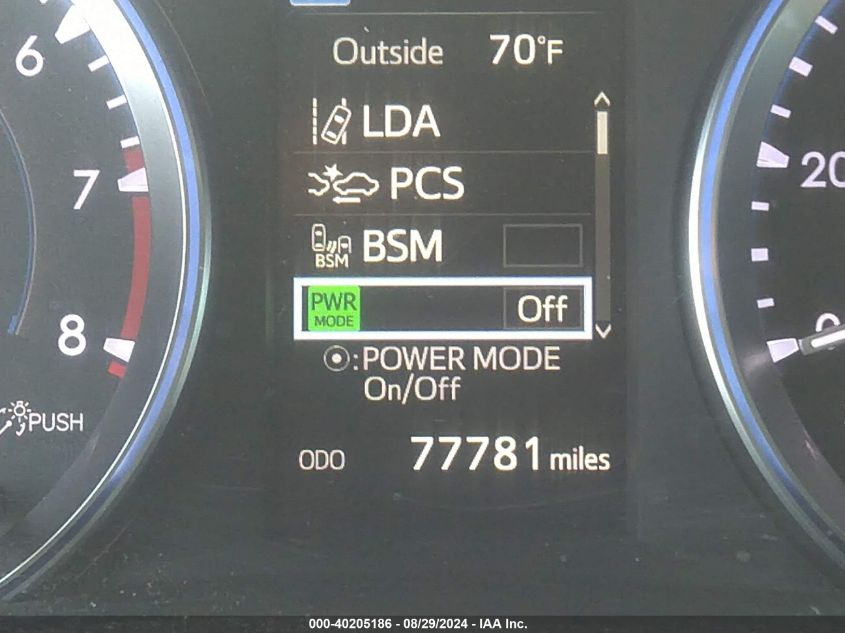 6
Outside 70°F
LDA
7
PCS
20
BSM BSM
PWR MODE Off
8
0
:POWER MODE
On/Off
PUSH
ODO 77781 miles
000-40205186 - 08/29/2024 - IAA Inc.